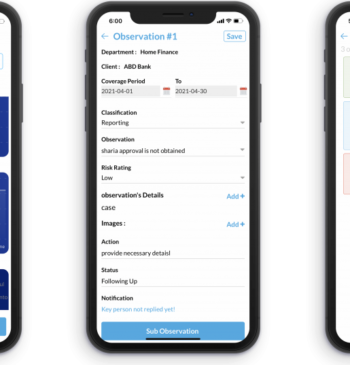 6:00
Observation #1
Save
Department : Home Finance
Client : ABD Bank
Coverage Period To
2021-04-01 2021-04-30
Classification
Reporting
Observation
sharia approval is not obtained
Risk Rating
Low
observation's Details Add +
case
Images : Add +
Action
provide necessary detaisl
Status
Following Up
Notification
Key person not replied yet!
Sub Observation